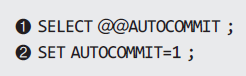 ❶ SELECT @@AUTOCOMMIT ;
❷ SET AUTOCOMMIT=1 ;